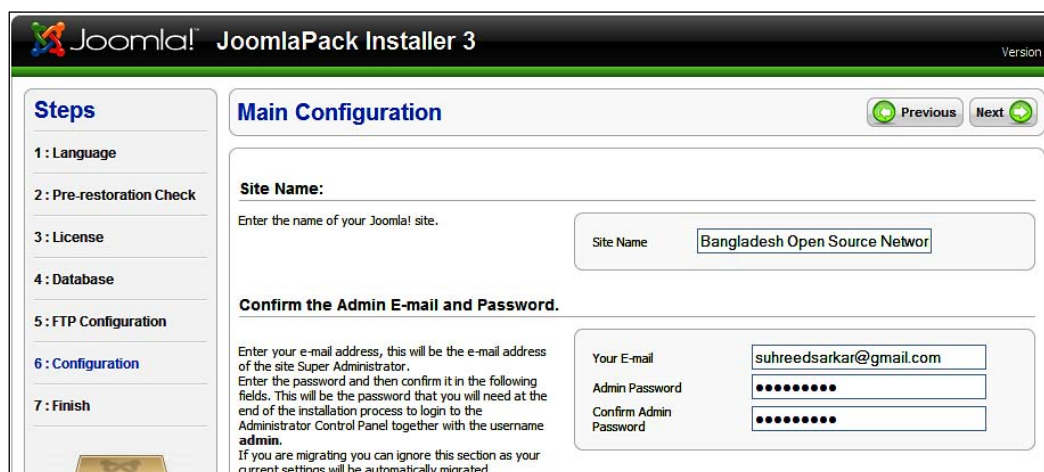 Joomla! JoomlaPack Installer 3
Version
Steps
1 : Language
2 : Pre-restoration Check
3 : License
4 : Database
5 : FTP Configuration
6 : Configuration
7 : Finish
Main Configuration
Previous
Next
Site Name:
Enter the name of your Joomla! site.
Site Name
Bangladesh Open Source Networ
Confirm the Admin E-mail and Password.
Enter your e-mail address, this will be the e-mail address
of the site Super Administrator.
Enter the password and then confirm it in the following
fields. This will be the password that you will need at the
end of the installation process to login to the
Administrator Control Panel together with the username
admin.
If you are migrating you can ignore this section as your
current settings will be automatically migrated.
Your E-mail
suhreedsarkar@gmail.com
Admin Password
●●●●●●●●●
Confirm Admin
Password
●●●●●●●●●